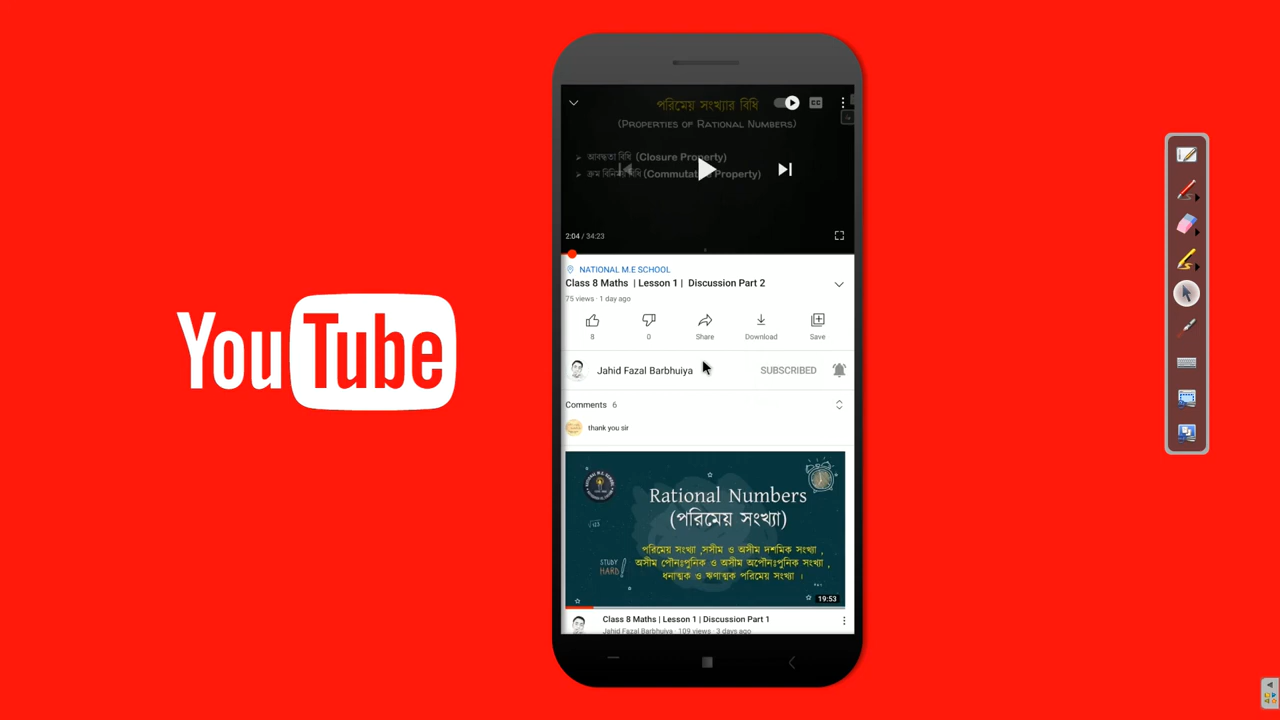 YouTube
পরিমেয় সংখ্যার বিধি
CC
(Properties of Rational Numbers)
➢ আবদ্ধতা বিধি (Closure Property)
➢ ক্রম বিনিময় বিধি (Commutative Property)
2:04 / 34:23
NATIONAL M.E SCHOOL
Class 8 Maths | Lesson 1 | Discussion Part 2
75 views · 1 day ago
8
0
Share
Download
Save
Jahid Fazal Barbhuiya
SUBSCRIBED
Comments 6
thank you sir
Rational Numbers
(পরিমেয় সংখ্যা)
পরিমেয় সংখ্যা ,সসীম ও অসীম দশমিক সংখ্যা ,
অসীম পৌনঃপুনিক ও অসীম অপৌনঃপুনিক সংখ্যা ,
ধনাত্মক ও ঋণাত্মক পরিমেয় সংখ্যা ।
STUDY
HARD!
19:53
Class 8 Maths | Lesson 1 | Discussion Part 1
Jahid Fazal Barbhuiya · 109 views · 3 days ago